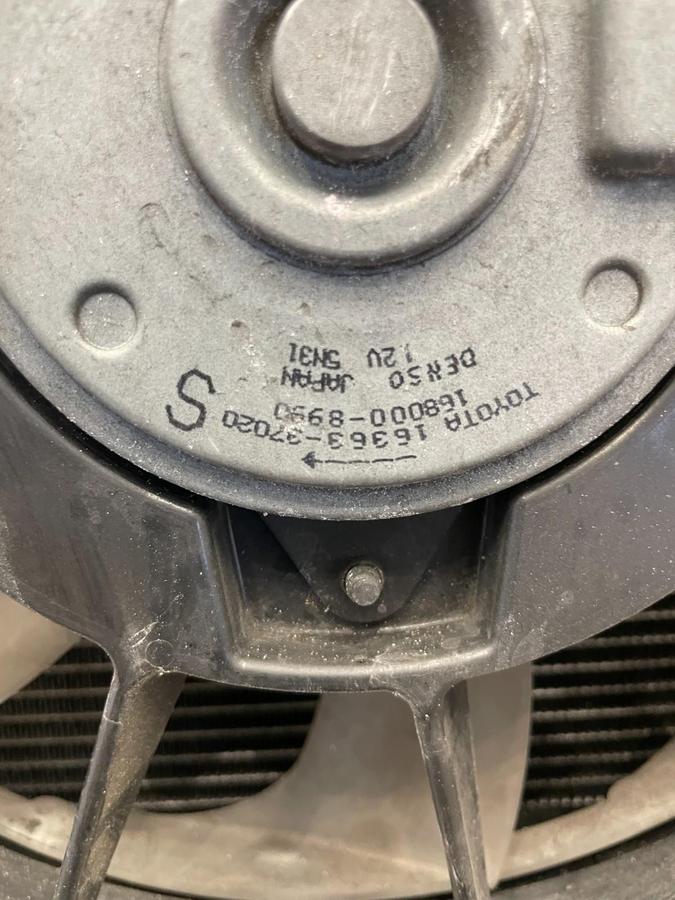 TOYOTA 16363-37020
168000-8990
S
DENSO JAPAN
12V 5N31